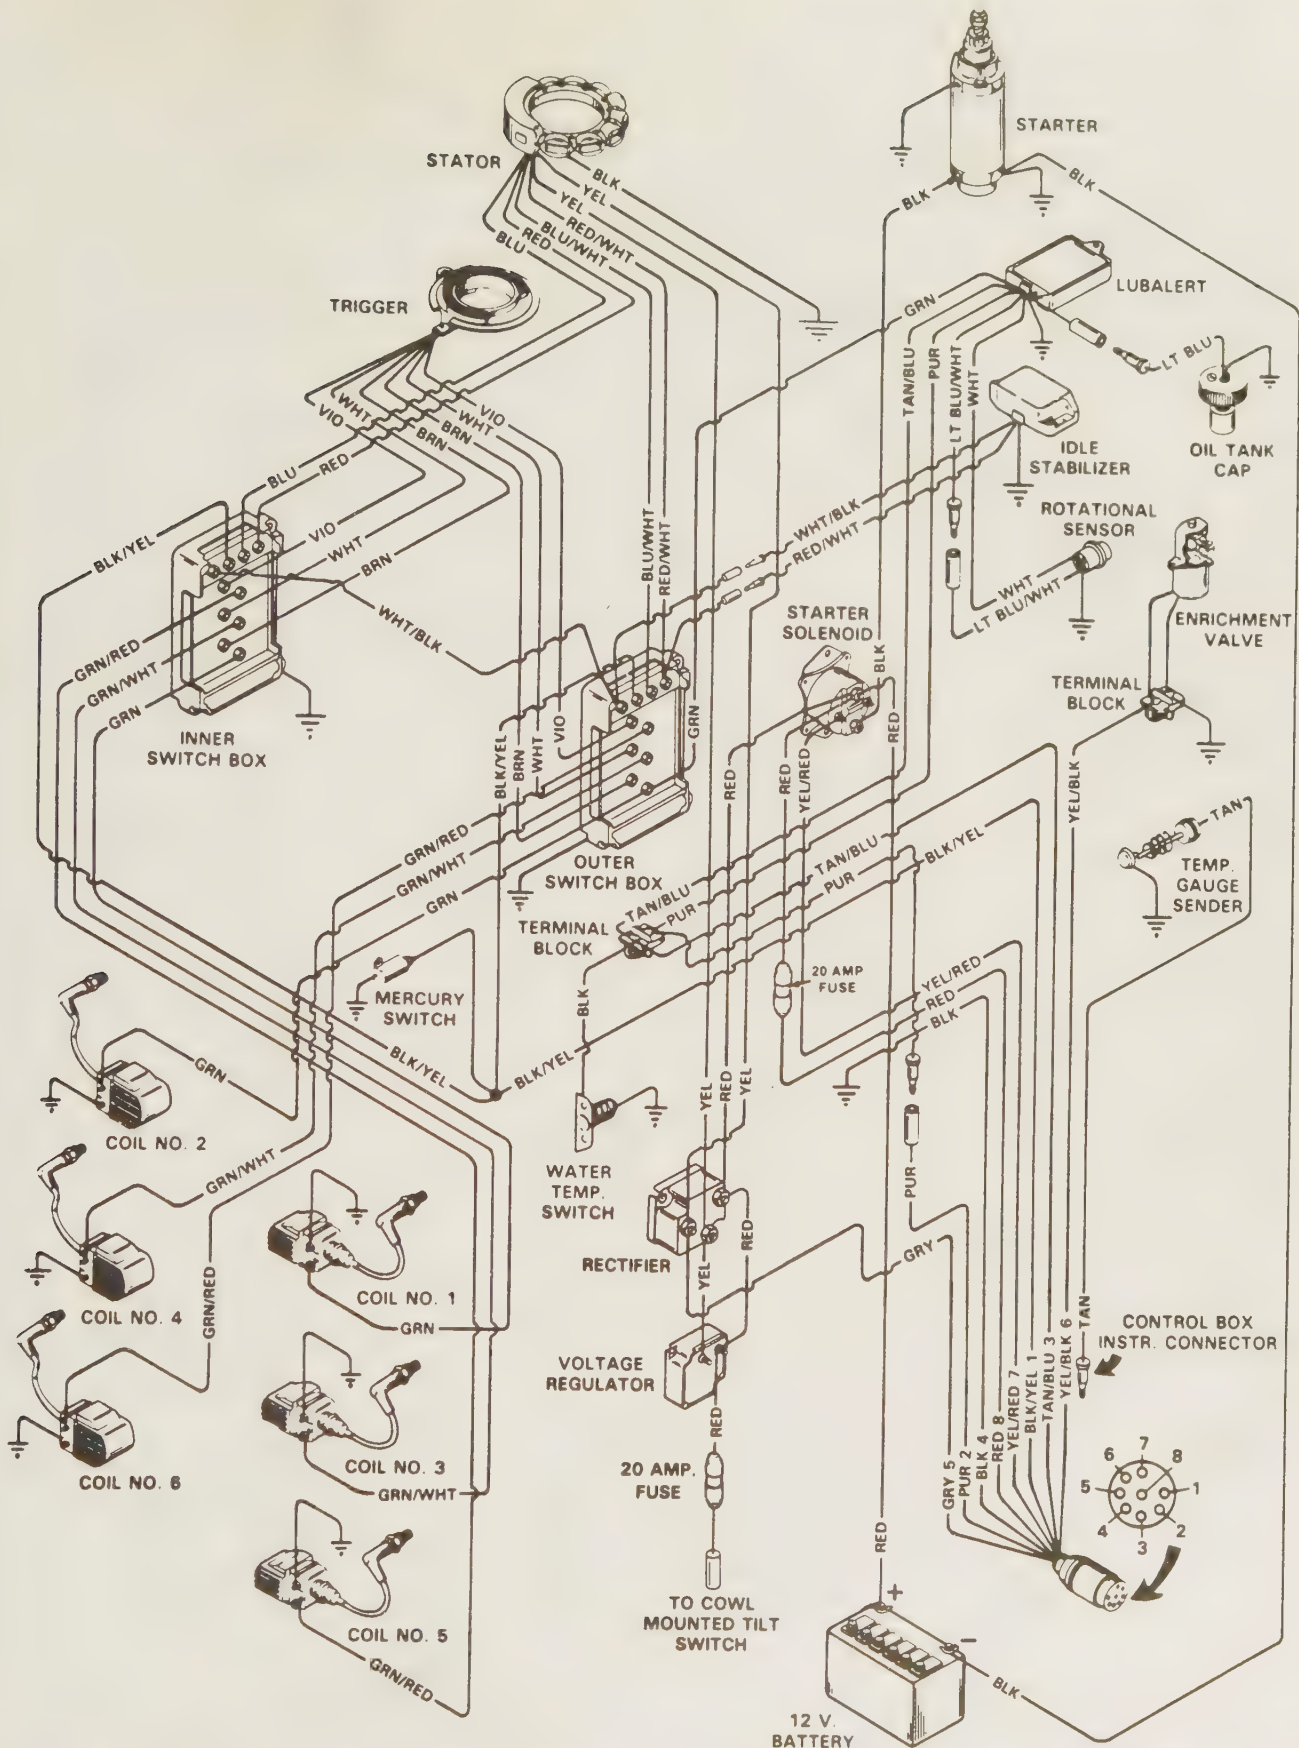 STARTER
STATOR
BLK
YEL
YEL
RED/WHT
BLU/WHT
RED
BLU
BLK
BLK
TRIGGER
LUBALERT
GRN
TAN/BLU
PUR
LT BLU/WHT
WHT
LT BLU
OIL TANK
CAP
IDLE
STABILIZER
VIO
WHT
BRN
VIO
WHT
BRN
BLU
RED
BLK/YEL
VIO
WHT
BRN
WHT/BLK
BLU/WHT
RED/WHT
WHT/BLK
RED/WHT
ROTATIONAL
SENSOR
WHT
LT BLU/WHT
ENRICHMENT
VALVE
STARTER
SOLENOID
BLK
TERMINAL
BLOCK
GRN/RED
GRN/WHT
GRN
INNER
SWITCH BOX
BLK/YEL
BRN
WHT
VIO
GRN
RED
RED
YEL/RED
RED
YEL/BLK
GRN/RED
GRN/WHT
GRN
OUTER
SWITCH BOX
TAN/BLU
PUR
TAN/BLU
PUR
BLK/YEL
TAN
TEMP.
GAUGE
SENDER
TERMINAL
BLOCK
MERCURY
SWITCH
BLK
20 AMP
FUSE
YEL/RED
RED
BLK
BLK/YEL
BLK/YEL
GRN
COIL NO. 2
YEL
RED
YEL
WATER
TEMP.
SWITCH
PUR
GRN/WHT
RECTIFIER
RED
YEL
GRY
COIL NO. 4
GRN/RED
COIL NO. 1
GRN
VOLTAGE
REGULATOR
TAN
CONTROL BOX
INSTR. CONNECTOR
RED
GRY 5
PUR 2
BLK 4
RED 8
YEL/RED 7
BLK/YEL 1
TAN/BLU 3
YEL/BLK 6
COIL NO. 6
COIL NO. 3
GRN/WHT
20 AMP.
FUSE
7
6
8
5
1
4
2
3
RED
COIL NO. 5
GRN/RED
TO COWL
MOUNTED TILT
SWITCH
+
−
BLK
12 V.
BATTERY